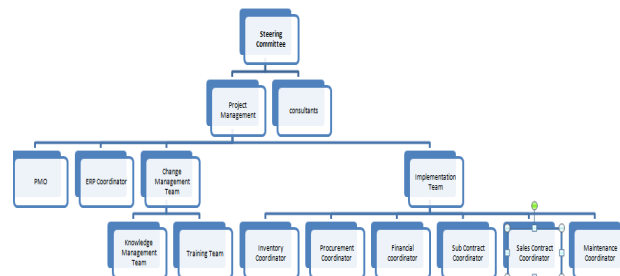 Steering
Committee
Project
Management
consultants
PMO
ERP Coordinator
Change
Management
Team
Implementation
Team
Knowledge
Management
Team
Training Team
Inventory
Coordinator
Procurement
Coordinator
Financial
coordinator
Sub Contract
Coordinator
Sales Contract
Coordinator
Maintenance
Coordinator